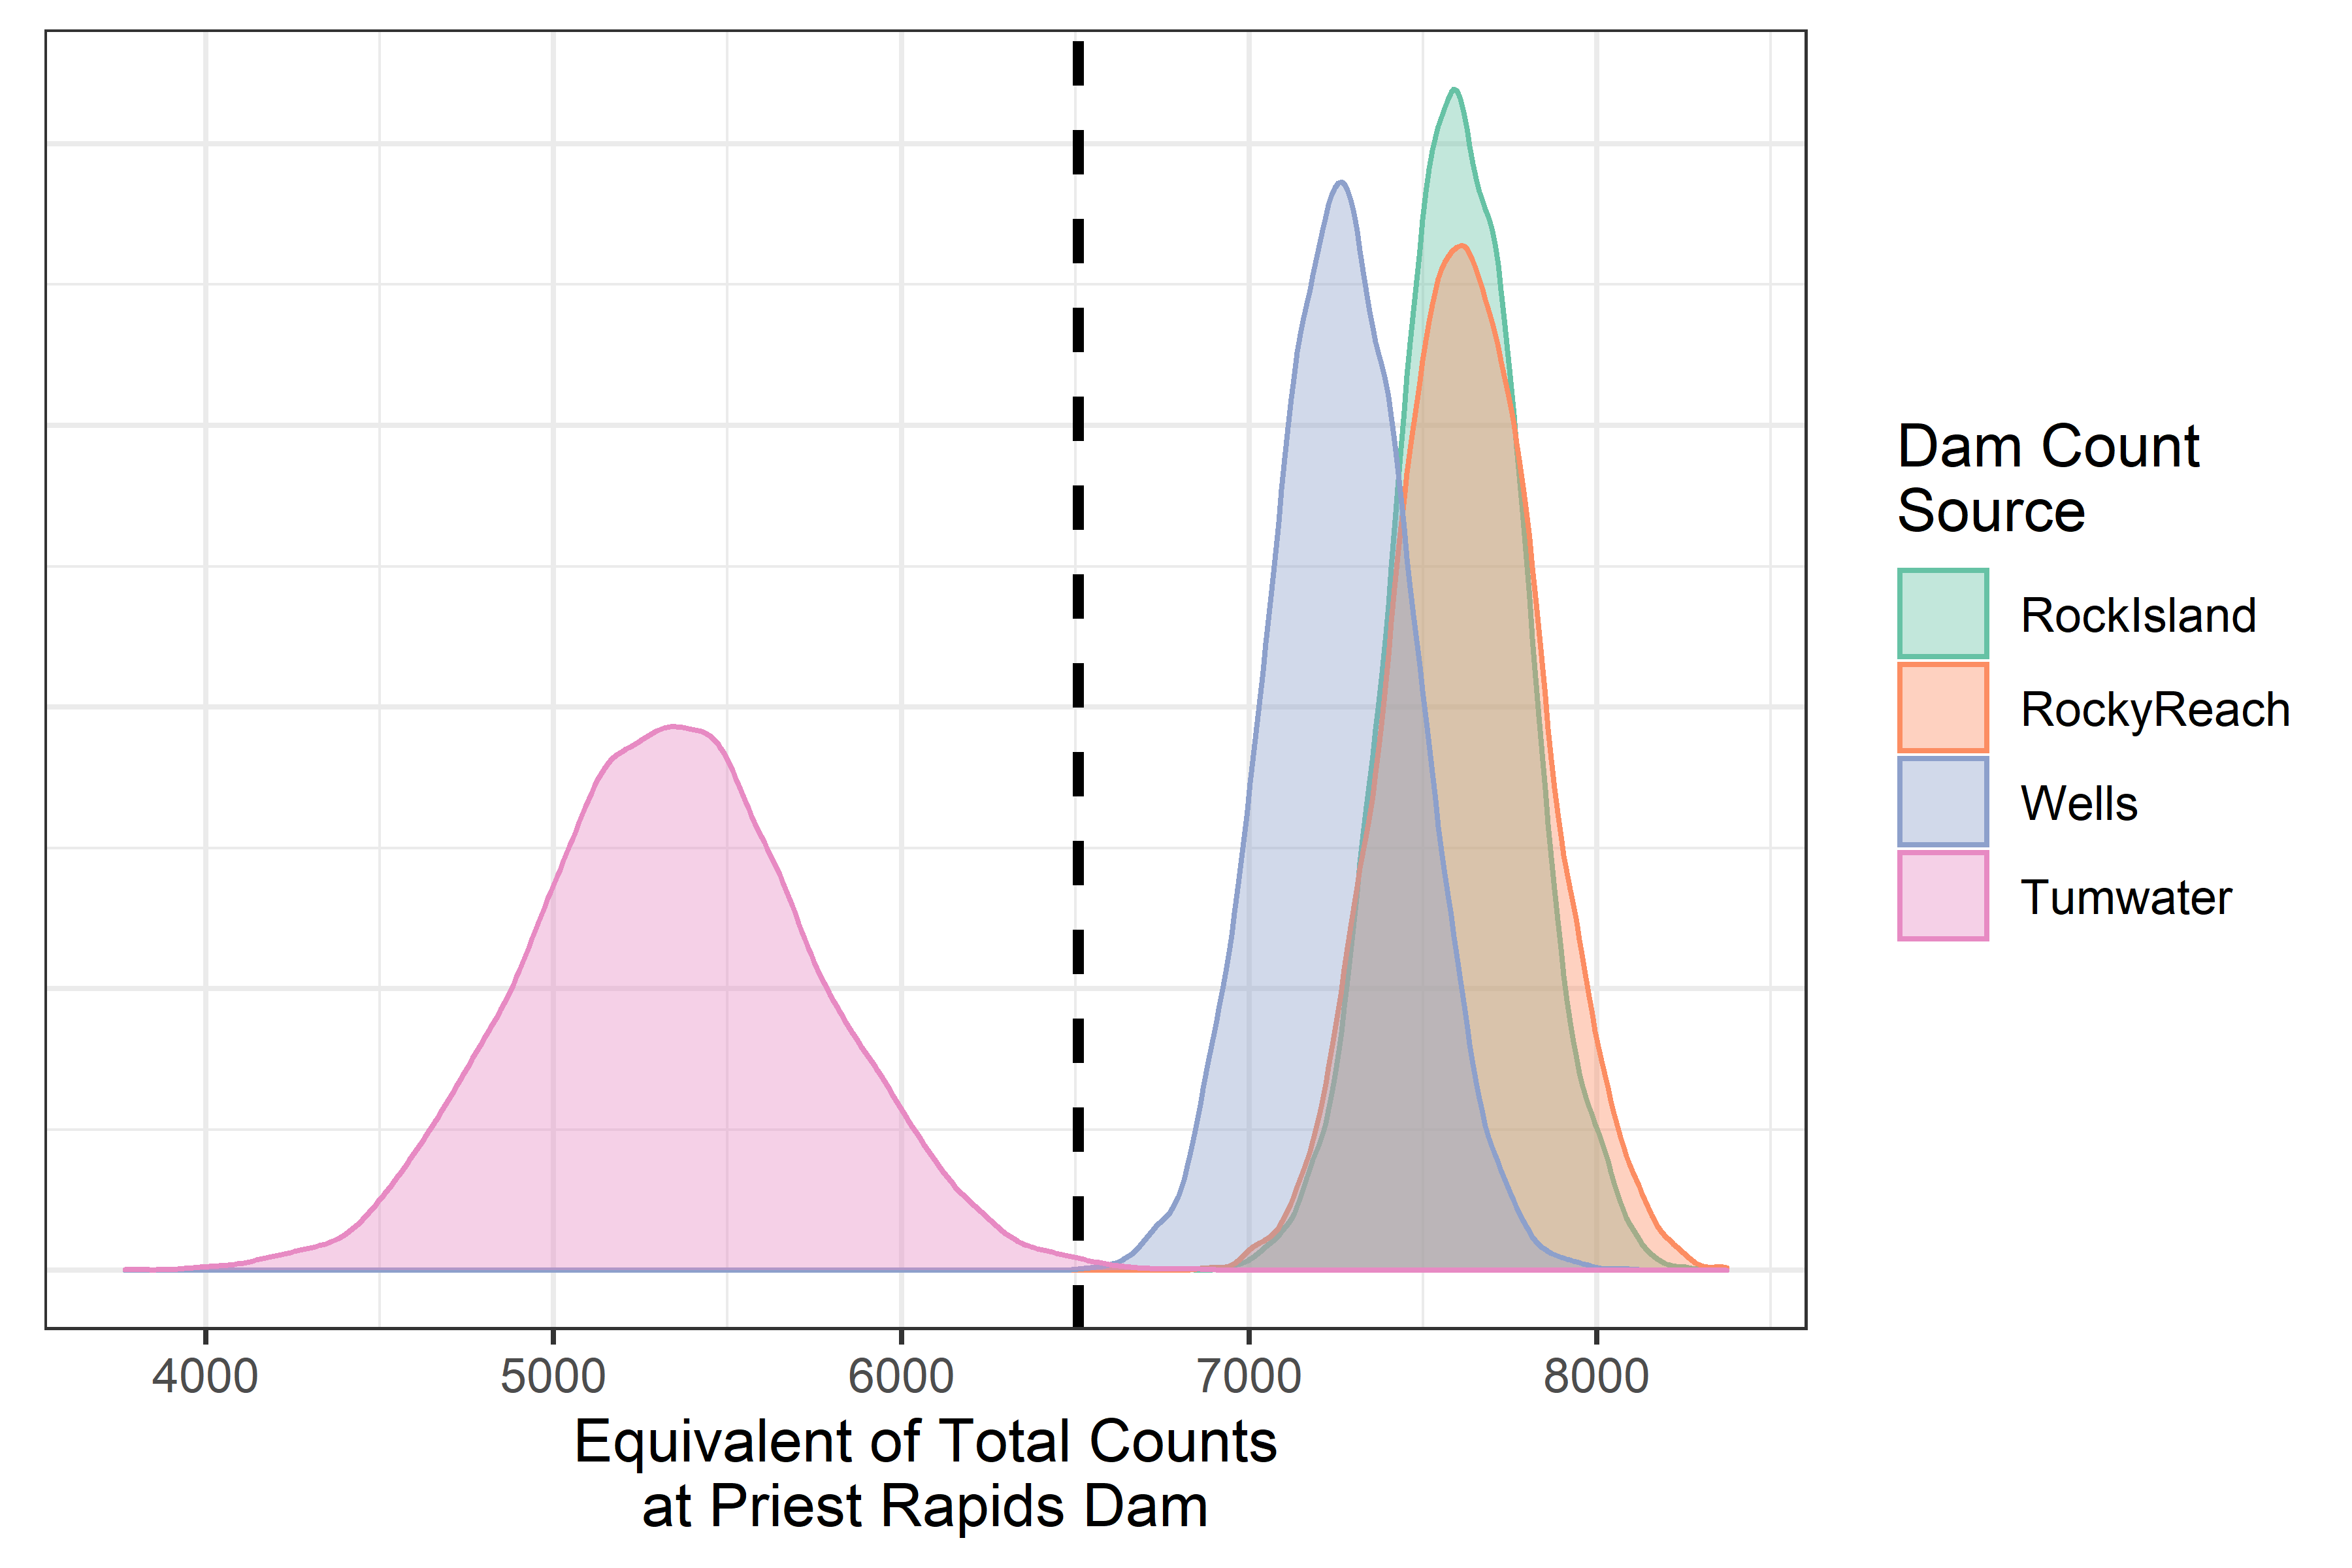 Dam Count
Source
RockIsland
RockyReach
Wells
Tumwater
4000 5000 6000 7000 8000
Equivalent of Total Counts
at Priest Rapids Dam